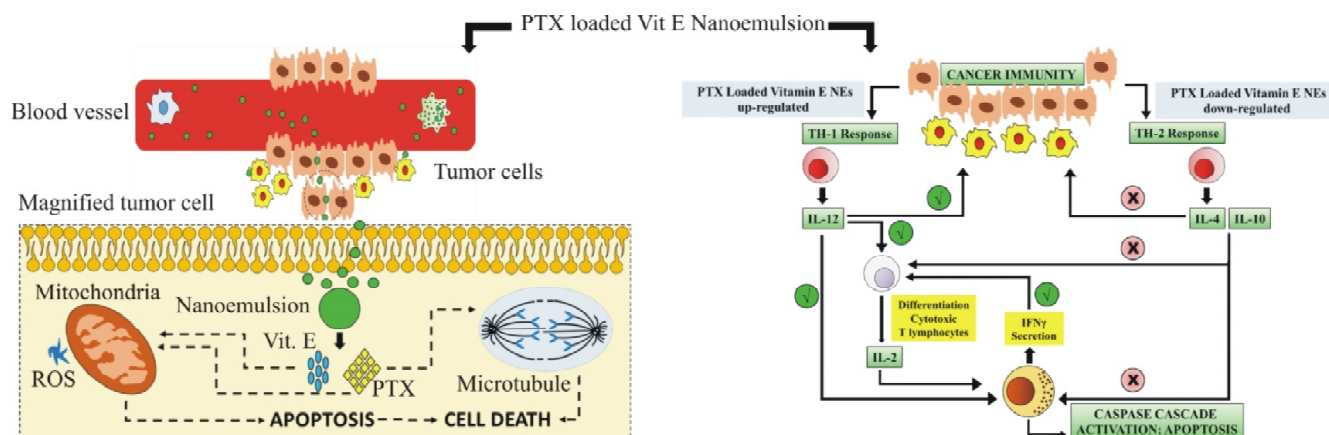 PTX loaded Vit E Nanoemulsion
Blood vessel
Tumor cells
Magnified tumor cell
Mitochondria
Nanoemulsion
Vit. E
ROS
PTX
Microtubule
APOPTOSIS
CELL DEATH
CANCER IMMUNITY
PTX Loaded Vitamin E NEs
up-regulated
PTX Loaded Vitamin E NEs
down-regulated
TH-1 Response
TH-2 Response
IL-12
√
X
IL-4
IL-10
√
X
√
√
Differentiation
Cytotoxic
T lymphocytes
IFNγ
Secretion
IL-2
X
CASPASE CASCADE
ACTIVATION: APOPTOSIS